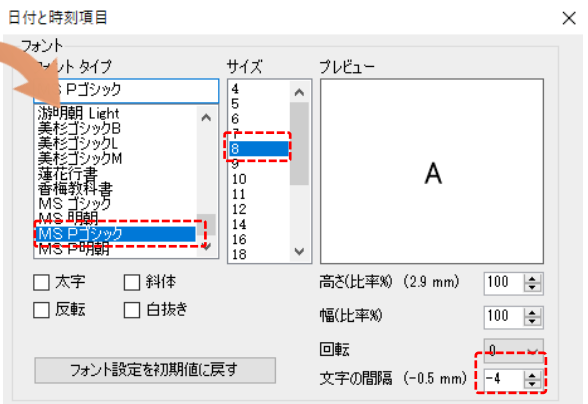 日付と時刻項目
フォント
ント タイプ
サイズ
プレビュー
Pゴシック
游明朝 Light
美杉ゴシックB
美杉ゴシックL
美杉ゴシックM
蓮花行書
香梅教科書
MS ゴシック
MS 明朝
MS Pゴシック
MS P明朝
4
5
6
7
8
9
10
11
12
14
16
18
A
太字
斜体
反転
白抜き
フォント設定を初期値に戻す
高さ(比率%) (2.9 mm) 100
幅(比率%) 100
回転 0
文字の間隔 (-0.5 mm) -4